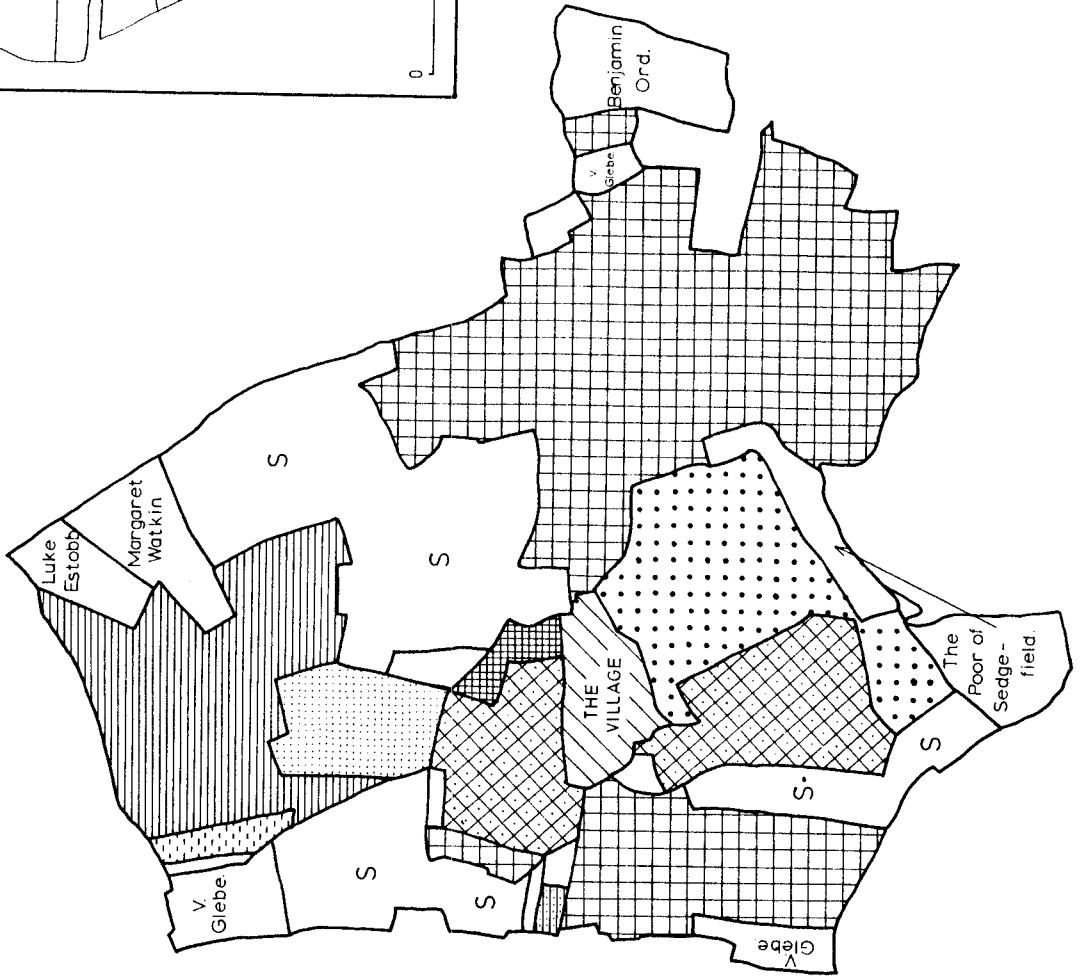 0
Benjamin
Ord.
V.
Glebe
Luke
Estobb
Margaret
Watkin
S
S
THE
VILLAGE
V.
Glebe.
S
S
The
Poor of
Sedge-
field.
S
S
V.
Glebe.